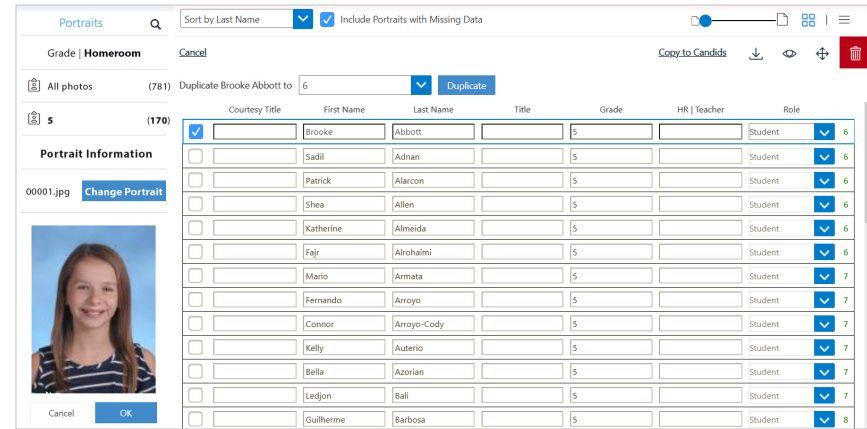 Portraits
Sort by Last Name
Include Portraits with Missing Data
Grade | Homeroom
Cancel
Copy to Candids
All photos (781)
Duplicate Brooke Abbott to 6 Duplicate
5 (170)
Courtesy Title First Name Last Name Title Grade HR | Teacher Role
Brooke Abbott 5 Student 6
Sadil Adnan 5 Student 6
Patrick Alarcon 5 Student 6
Shea Allen 5 Student 6
Katherine Almeida 5 Student 6
Fajr Alrohaimi 5 Student 6
Mario Armata 5 Student 7
Fernando Arroyo 5 Student 7
Connor Arroyo-Cody 5 Student 7
Kelly Auterio 5 Student 7
Bella Azorian 5 Student 7
Ledjon Bali 5 Student 7
Guilherme Barbosa 5 Student 8
Portrait Information
00001.jpg Change Portrait
Cancel OK